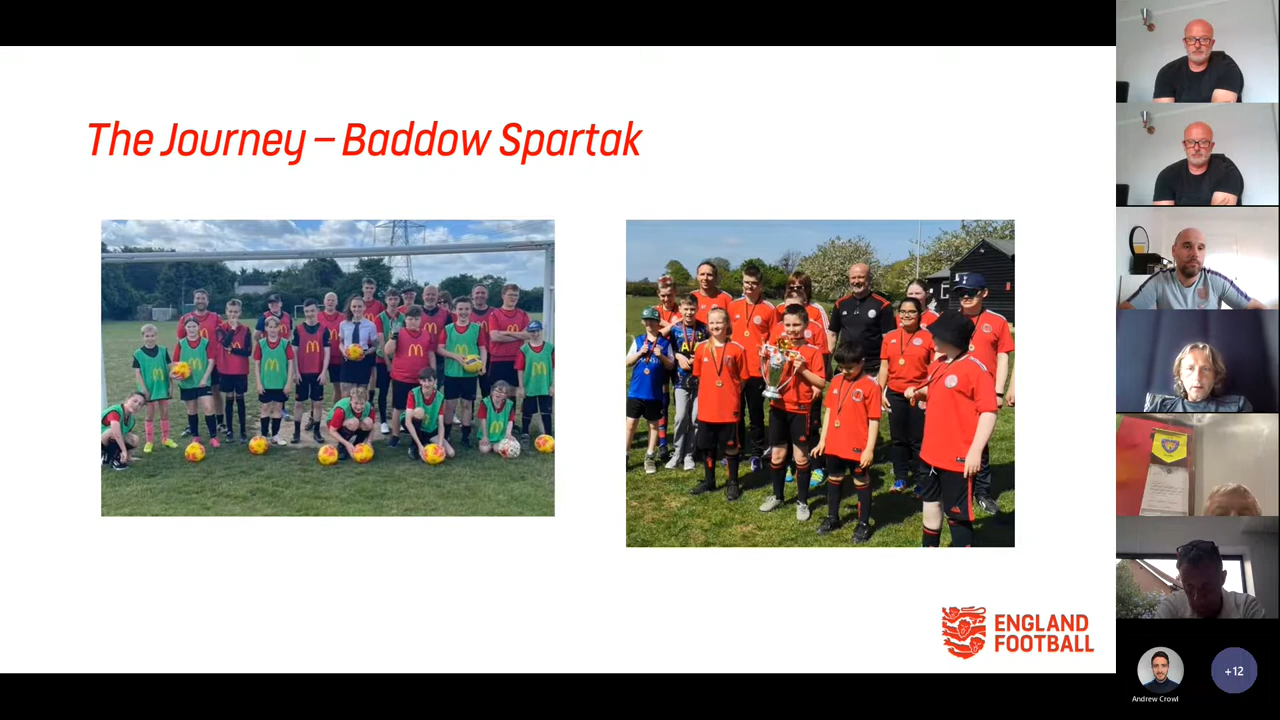 The Journey – Baddow Spartak
ENGLAND
FOOTBALL
Andrew Crowl
+12